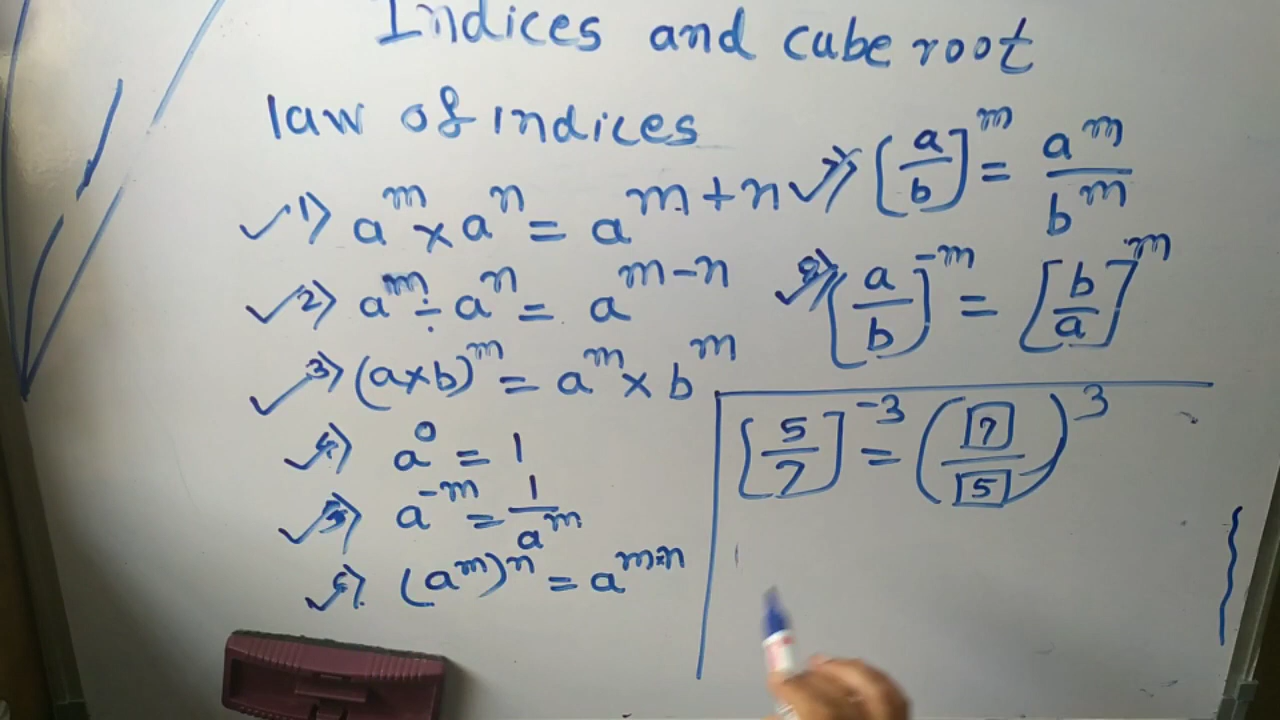 Indices and cube root
law of indices
1) a^m × a^n = a^{m+n}
2) a^m ÷ a^n = a^{m-n}
3) (a×b)^m = a^m × b^m
4) a^0 = 1
5) a^{-m} = 1/a^m
6) (a^m)^n = a^{m×n}
7) [a/b]^m = a^m/b^m
8) [a/b]^{-m} = [b/a]^m
[5/7]^{-3} = (7/5)^3